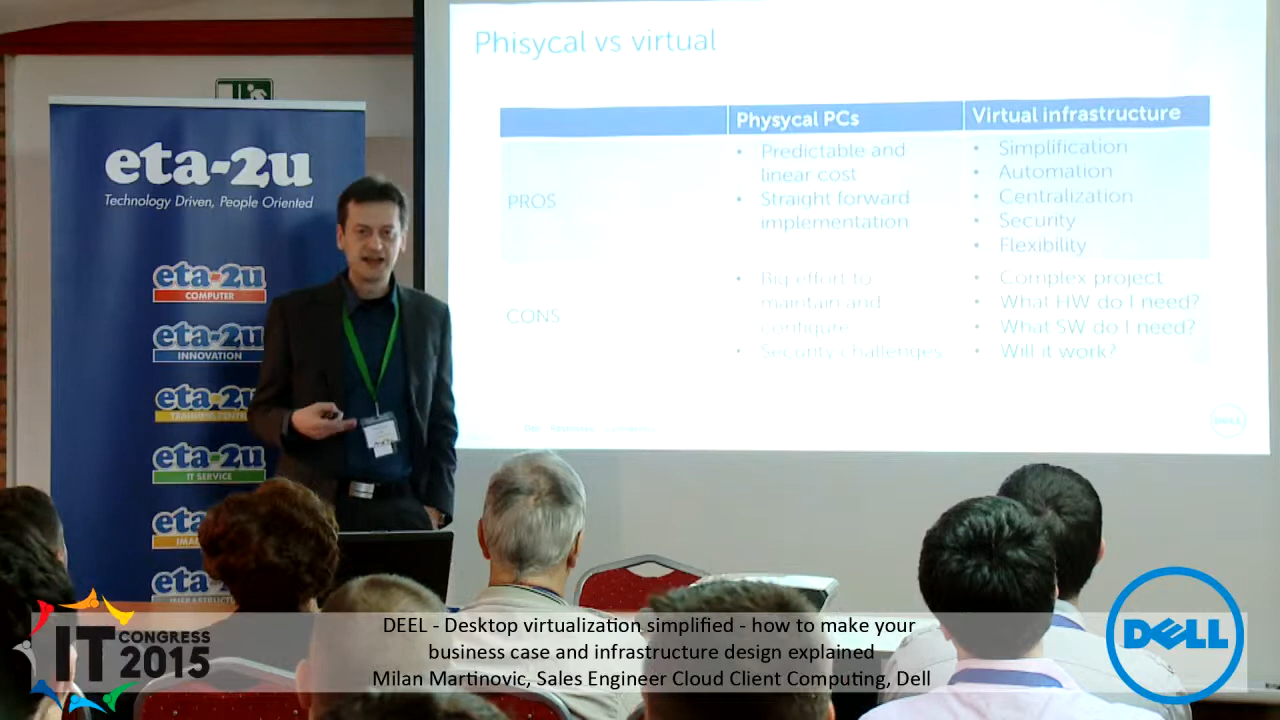 Phisycal vs virtual
Physycal PCs
Virtual infrastructure
PROS
• Predictable and
linear cost
• Straight forward
implementation
• Simplification
• Automation
• Centralization
• Security
• Flexibility
CONS
• Big effort to
maintain and
configure
• Security challenges
• Complex project
• What HW do I need?
• What SW do I need?
• Will it work?
DELL
eta-2u
Technology Driven, People Oriented
eta-2u
COMPUTER
eta-2u
INNOVATION
eta-2u
eta-2u
IT SERVICE
IT CONGRESS
2015
DEEL - Desktop virtualization simplified - how to make your
business case and infrastructure design explained
Milan Martinovic, Sales Engineer Cloud Client Computing, Dell
DELL